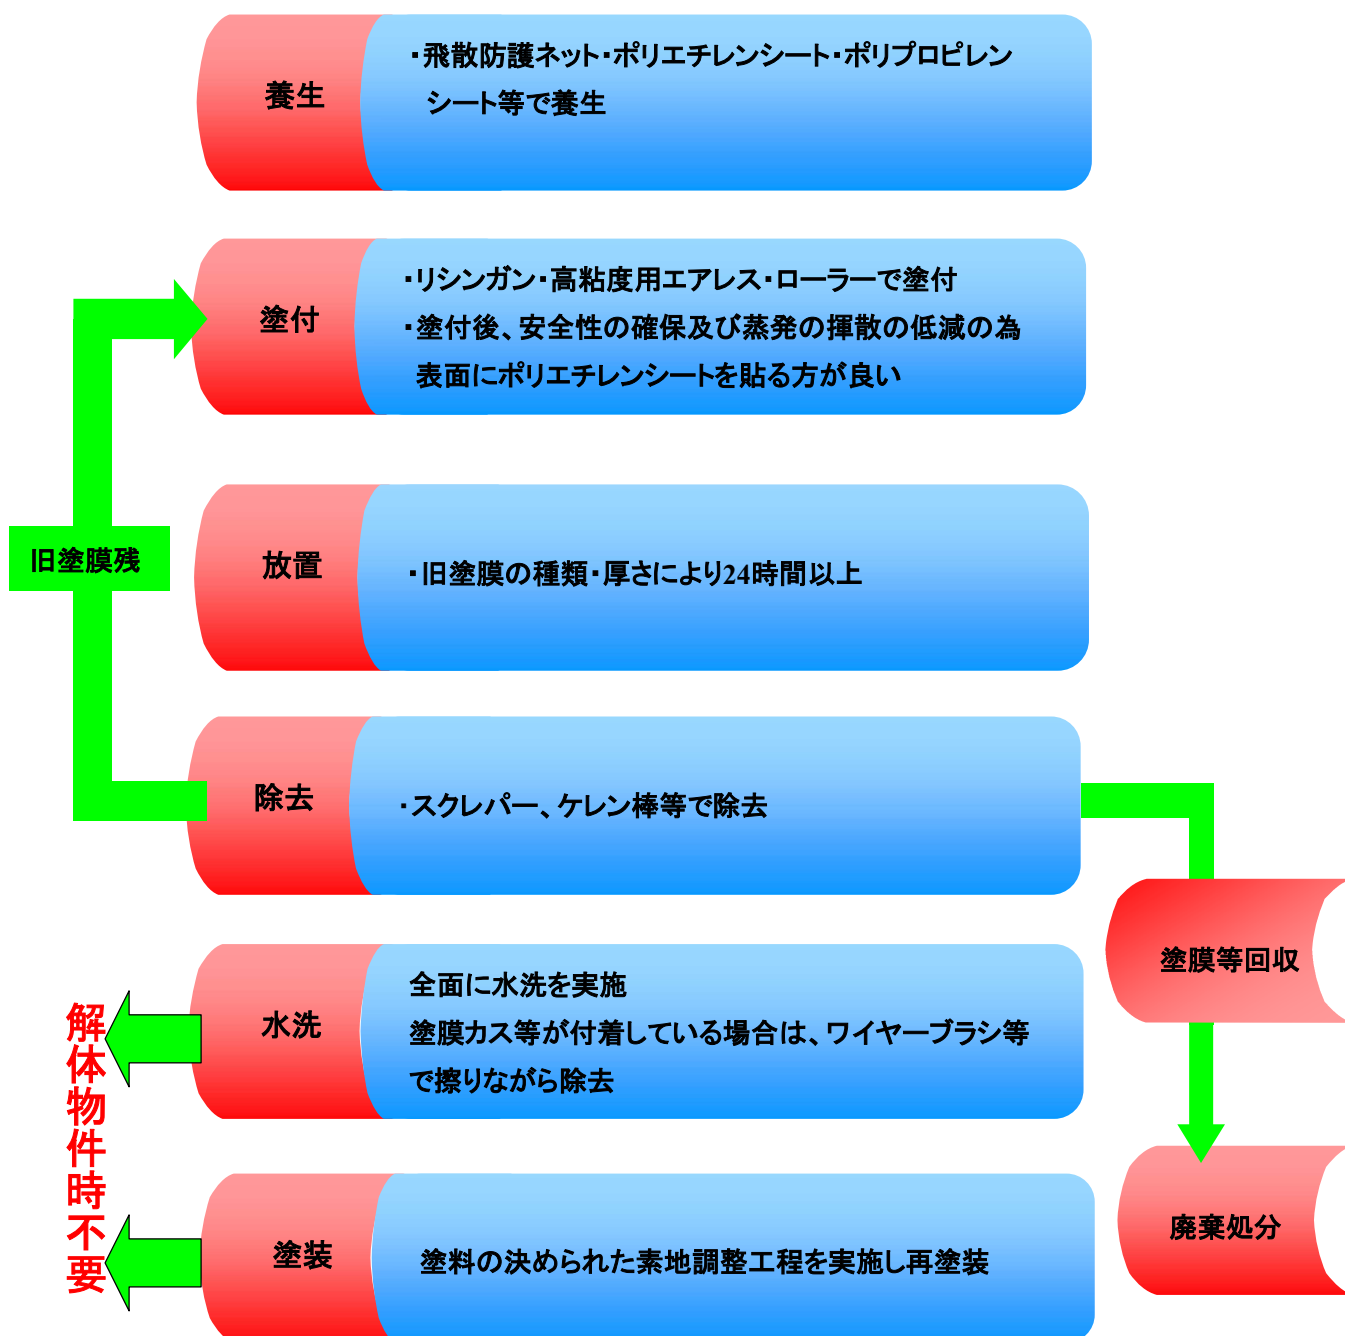 養生
・飛散防護ネット・ポリエチレンシート・ポリプロピレン
シート等で養生
塗付
・リシンガン・高粘度用エアレス・ローラーで塗付
・塗付後、安全性の確保及び蒸発の揮散の低減の為
表面にポリエチレンシートを貼る方が良い
旧塗膜残
放置
・旧塗膜の種類・厚さにより24時間以上
除去
・スクレパー、ケレン棒等で除去
塗膜等回収
水洗
全面に水洗を実施
塗膜カス等が付着している場合は、ワイヤーブラシ等
で擦りながら除去
解体物件時不要
廃棄処分
塗装
塗料の決められた素地調整工程を実施し再塗装